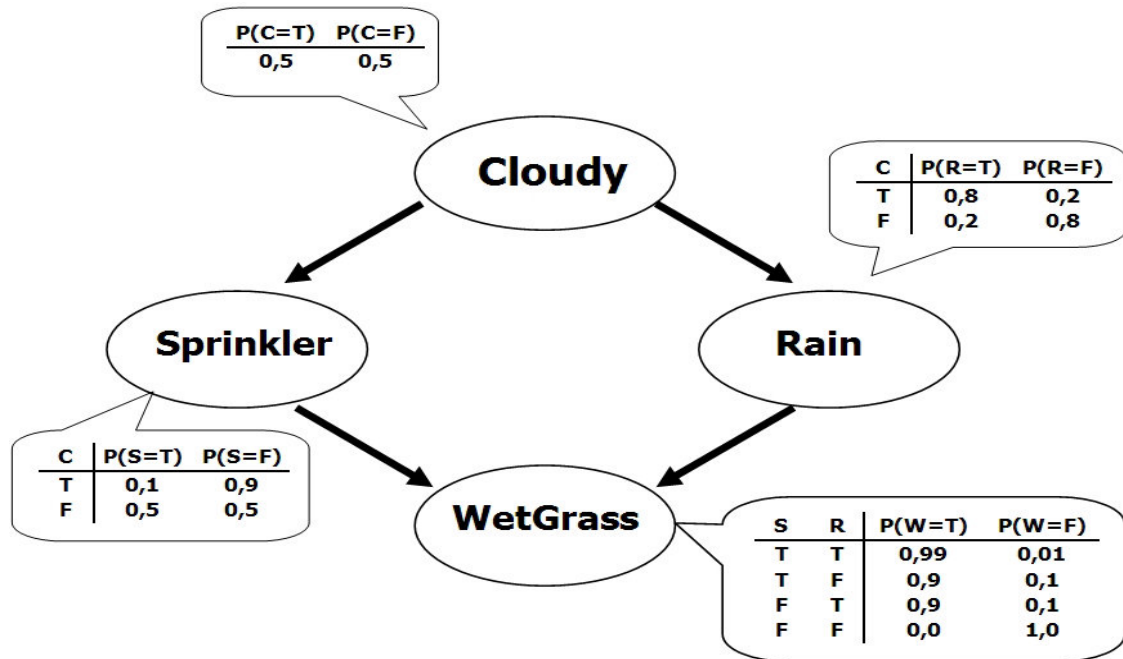 P(C=T) P(C=F)
0,5 0,5
Cloudy
C P(R=T) P(R=F)
T 0,8 0,2
F 0,2 0,8
Sprinkler
Rain
C P(S=T) P(S=F)
T 0,1 0,9
F 0,5 0,5
WetGrass
S R P(W=T) P(W=F)
T T 0,99 0,01
T F 0,9 0,1
F T 0,9 0,1
F F 0,0 1,0